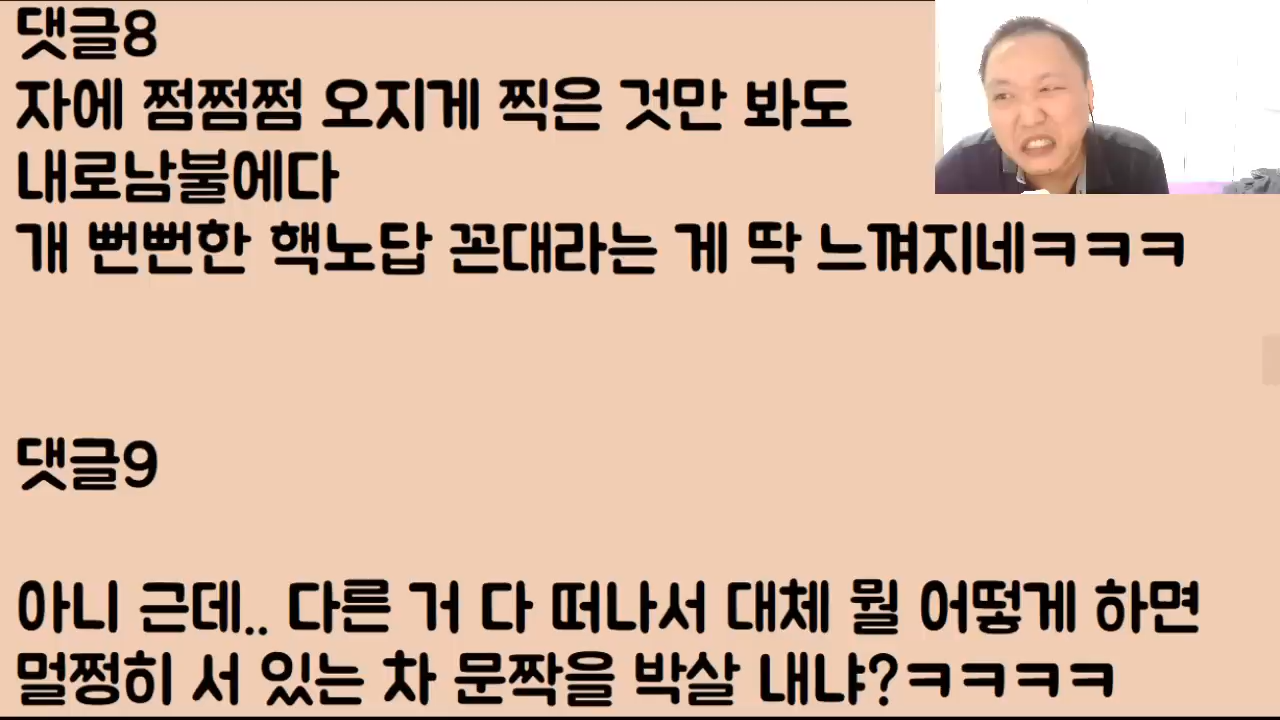 댓글8
자에 쩜쩜쩜 오지게 찍은 것만 봐도
내로남불에다
개 뻔뻔한 핵노답 꼰대라는 게 딱 느껴지네ㅋㅋㅋ
댓글9
아니 근데.. 다른 거 다 떠나서 대체 뭘 어떻게 하면
멀쩡히 서 있는 차 문짝을 박살 내냐?ㅋㅋㅋㅋ